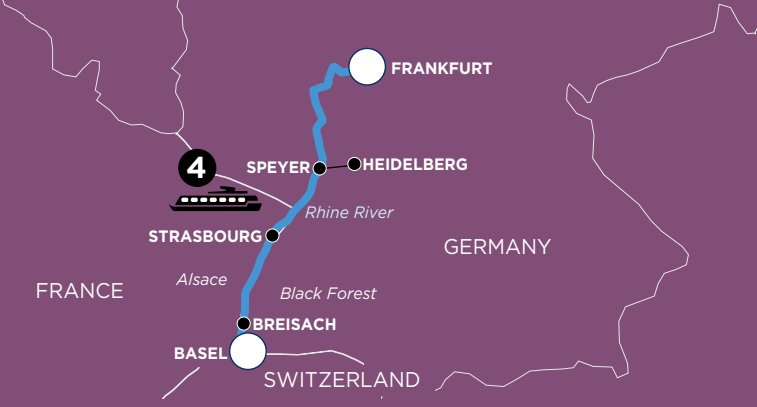 FRANKFURT
4
SPEYER
HEIDELBERG
Rhine River
STRASBOURG
GERMANY
Alsace
FRANCE
Black Forest
BREISACH
BASEL
SWITZERLAND